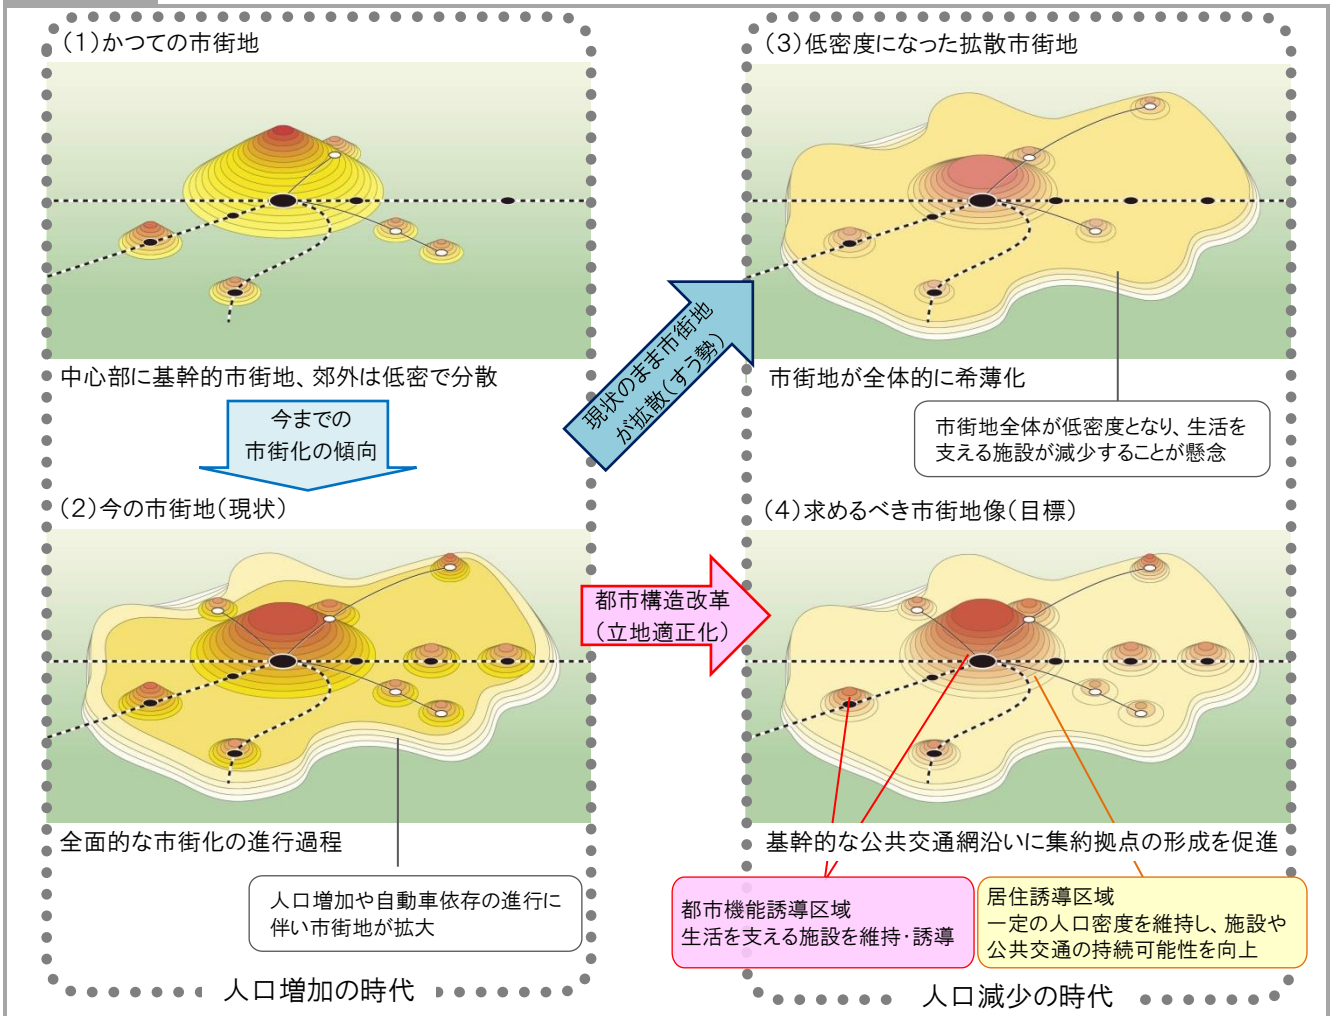 (1)かつての市街地
中心部に基幹的市街地、郊外は低密で分散
今までの
市街化の傾向
(2)今の市街地(現状)
全面的な市街化の進行過程
人口増加や自動車依存の進行に
伴い市街地が拡大
人口増加の時代
現状のまま市街地
が拡散(すう勢)
都市構造改革
(立地適正化)
(3)低密度になった拡散市街地
市街地が全体的に希薄化
市街地全体が低密度となり、生活を
支える施設が減少することが懸念
(4)求めるべき市街地像(目標)
基幹的な公共交通網沿いに集約拠点の形成を促進
都市機能誘導区域
生活を支える施設を維持・誘導
居住誘導区域
一定の人口密度を維持し、施設や
公共交通の持続可能性を向上
人口減少の時代